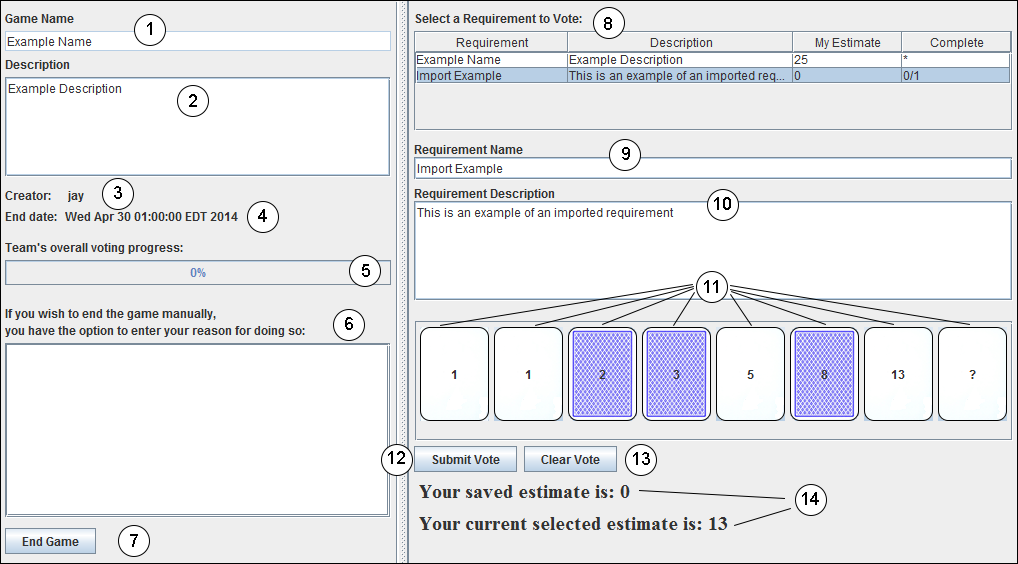 Game Name
1
Example Name
Description
Example Description
2
Creator: jay
3
End date: Wed Apr 30 01:00:00 EDT 2014
4
Team's overall voting progress:
0%
5
If you wish to end the game manually,
you have the option to enter your reason for doing so:
6
End Game
7
Select a Requirement to Vote:
8
Requirement Description My Estimate Complete
Example Name Example Description 25 *
Import Example This is an example of an imported req... 0 0/1
Requirement Name
9
Import Example
Requirement Description
10
This is an example of an imported requirement
11
1 1 2 3 5 8 13 ?
12
Submit Vote Clear Vote
13
Your saved estimate is: 0
14
Your current selected estimate is: 13